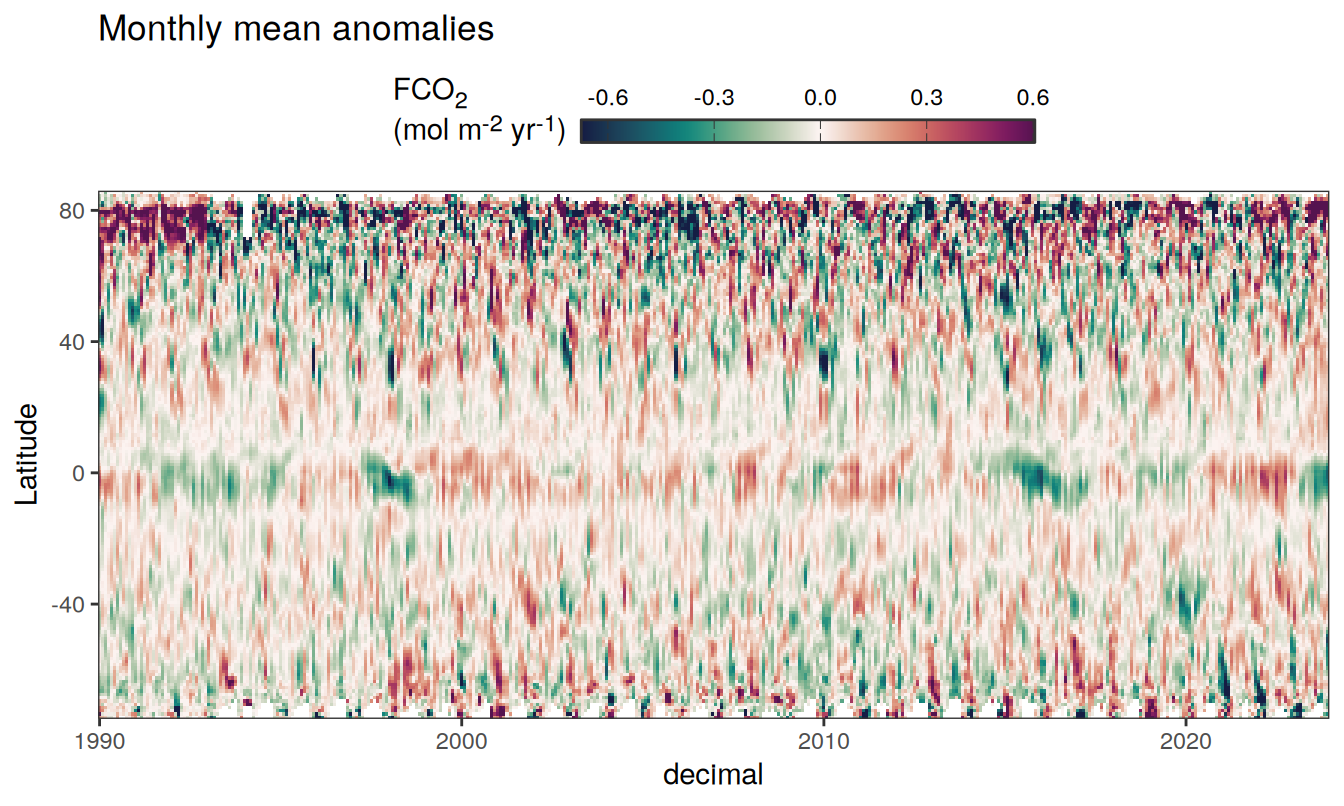 Monthly mean anomalies
FCO₂
(mol m⁻² yr⁻¹)
-0.6 -0.3 0.0 0.3 0.6
80
40
0
-40
Latitude
1990 2000 2010 2020
decimal